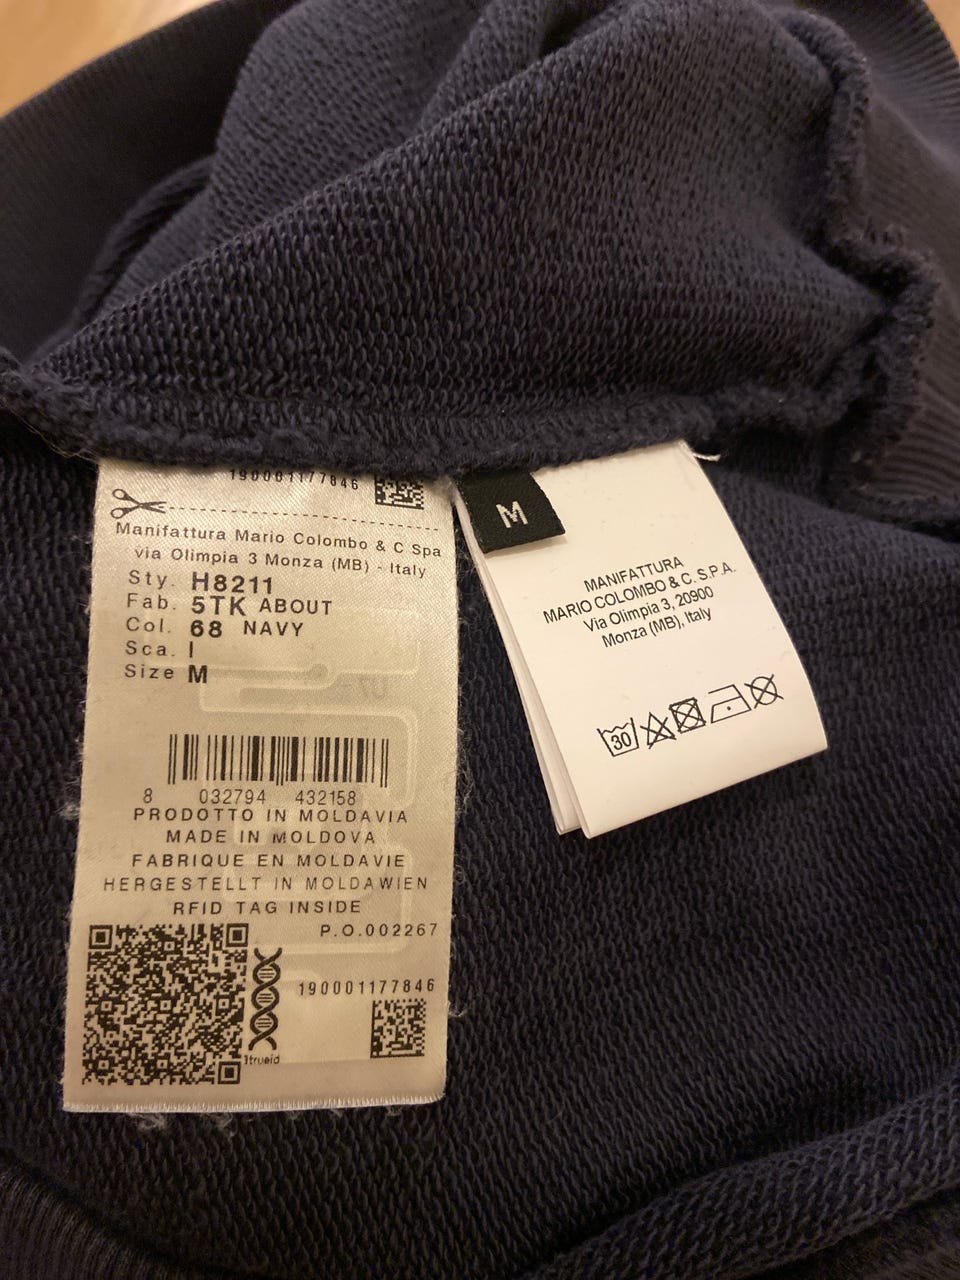 190001177846
Manifattura Mario Colombo & C Spa
via Olimpia 3 Monza (MB) - Italy
Sty. H8211
Fab. 5TK ABOUT
Col. 68 NAVY
Sca. I
Size M
8 032794 432158
PRODOTTO IN MOLDAVIA
MADE IN MOLDOVA
FABRIQUE EN MOLDAVIE
HERGESTELLT IN MOLDAWIEN
RFID TAG INSIDE
P.O.002267
190001177846
1trueid
M
MANIFATTURA
MARIO COLOMBO & C. S.P.A.
Via Olimpia 3, 20900
Monza (MB), Italy
30